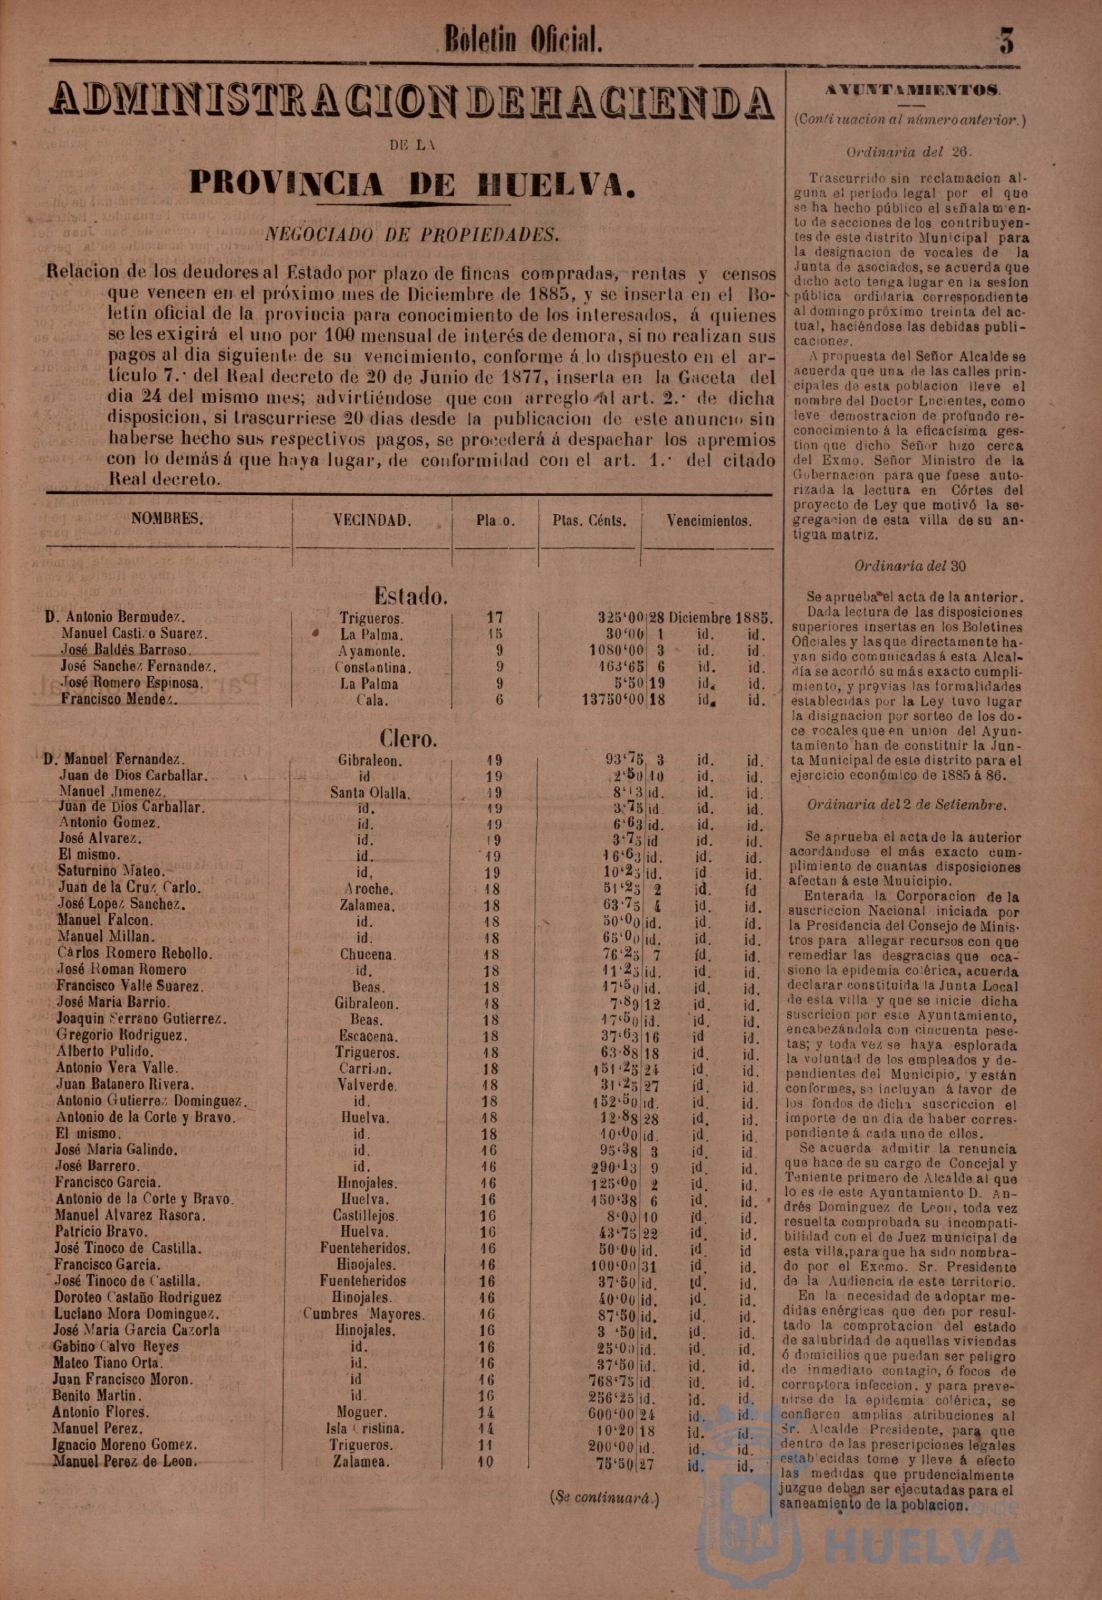 Boletin Oficial.
3
ADMINISTRACION DE HACIENDA
DE LA
PROVINCIA DE HUELVA.
NEGOCIADO DE PROPIEDADES.
Relacion de los deudores al Estado por plazo de fincas compradas, rentas y censos
que vencen en el próximo mes de Diciembre de 1885, y se inserta en el Bo-
letin oficial de la provincia para conocimiento de los interesados, á quienes
se les exigirá el uno por 100 mensual de interés de demora, si no realizan sus
pagos al dia siguiente de su vencimiento, conforme á lo dispuesto en el ar-
tículo 7.° del Real decreto de 20 de Junio de 1877, inserta en la Gaceta del
dia 24 del mismo mes; advirtiéndose que con arreglo al art. 2.° de dicha
disposicion, si trascurriese 20 dias desde la publicacion de este anuncio sin
haberse hecho sus respectivos pagos, se procederá á despachar los apremios
con lo demás á que haya lugar, de conformidad con el art. 1.° del citado
Real decreto.
NOMBRES. VECINDAD. Pla o. Ptas. Cénts. Vencimientos.
Estado.
D. Antonio Bermudez. Trigueros. 17 325'00 28 Diciembre 1885.
Manuel Casti o Suarez. La Palma. 15 30'00 1 id. id.
José Baldés Barroso. Ayamonte. 9 1080'00 3 id. id.
José Sanchez Fernandez. Constantina. 9 163'65 6 id. id.
José Romero Espinosa. La Palma 9 5'50 19 id. id.
Francisco Mendez. Cala. 6 13750'00 18 id. id.
Clero.
D. Manuel Fernandez. Gibraleon. 19 93'75 3 id. id.
Juan de Dios Carballar. id 19 2'50 10 id. id.
Manuel Jimenez. Santa Olalla. 19 8'13 id. id. id.
Juan de Dios Carballar. id. 19 3'75 id. id. id.
Antonio Gomez. id. 19 6'63 id. id. id.
José Alvarez. id. 19 3'75 id id. id.
El mismo. id. 19 16'63 id. id. id.
Saturnino Mateo. id, 19 10'25 id. id. id.
Juan de la Cruz Carlo. Aroche. 18 51'25 2 id. id
José Lopez Sanchez. Zalamea. 18 63'75 4 id. id.
Manuel Falcon. id. 18 50'00 id. id. id.
Manuel Millan. id. 18 65'00 id. id. id.
Cárlos Romero Rebollo. Chucena. 18 76'25 7 id. id.
José Roman Romero id. 18 11'25 id. id. id.
Francisco Valle Suarez. Beas. 18 17'50 id. id. id.
José Maria Barrio. Gibraleon. 18 7'89 12 id. id.
Joaquin Serrano Gutierrez. Beas. 18 17'50 id. id. id.
Gregorio Rodriguez. Escacena. 18 37'63 16 id id.
Alberto Pulido. Trigueros. 18 63'88 18 id. id.
Antonio Vera Valle. Carrion. 18 151'25 24 id. id.
Juan Batanero Rivera. Valverde. 18 31'25 27 id. id.
Antonio Gutierrez Dominguez. id. 18 152'50 id. id. id.
Antonio de la Corte y Bravo. Huelva. 18 12'88 28 id. id.
El mismo. id. 18 10'00 id. id. id.
José Maria Galindo. id. 16 95'38 3 id. id.
José Barrero. id. 16 290'13 9 id. id.
Francisco Garcia. Hinojales. 16 125'00 2 id. id.
Antonio de la Corte y Bravo. Huelva. 16 150'38 6 id. id.
Manuel Alvarez Rasora. Castillejos. 16 8'00 10 id. id.
Patricio Bravo. Huelva. 16 43'75 22 id. id.
José Tinoco de Castilla. Fuenteheridos. 16 50'00 id. id. id
Francisco Garcia. Hinojales. 16 100'00 31 id. id.
José Tinoco de Castilla. Fuenteheridos 16 37'50 id. id. id.
Doroteo Castaño Rodriguez Hinojales. 16 40'00 id. id. id.
Luciano Mora Dominguez. Cumbres Mayores. 16 87'50 id. id. id.
José Maria Garcia Cazorla Hinojales. 16 3 '50 id. id. id.
Gabino Calvo Reyes id. 16 25'00 id. id. id.
Mateo Tiano Orta. id. 16 37'50 id. id. id.
Juan Francisco Moron. id 16 768'75 id. id. id.
Benito Martin. id. 16 256'25 id. id. id.
Antonio Flores. Moguer. 14 600'00 24 id. id.
Manuel Perez. Isla Cristina. 14 10'20 18 id. id.
Ignacio Moreno Gomez. Trigueros. 11 200'00 id. id. id.
Manuel Perez de Leon. Zalamea. 10 75'50 27 id. id.
(Se continuará.)
AYUNTAMIENTOS.
(Continuacion al número anterior.)
Ordinaria del 26.
Trascurrido sin reclamacion al-
guna el período legal por el que
se ha hecho público el señalamien-
to de secciones de los contribuyen-
tes de este distrito Municipal para
la designacion de vocales de la
Junta de asociados, se acuerda que
dicho acto tenga lugar en la sesion
pública ordinaria correspondiente
al domingo próximo treinta del ac-
tual, haciéndose las debidas publi-
caciones.
A propuesta del Señor Alcalde se
acuerda que una de las calles prin-
cipales de esta poblacion lleve el
nombre del Doctor Lucientes, como
leve demostracion de profundo re-
conocimiento á la eficacísima ges-
tion que dicho Señor hizo cerca
del Exmo. Señor Ministro de la
Gobernacion para que fuese auto-
rizada la lectura en Córtes del
proyecto de Ley que motivó la se-
gregacion de esta villa de su an-
tigua matriz.
Ordinaria del 30
Se aprueba el acta de la anterior.
Dada lectura de las disposiciones
superiores insertas en los Boletines
Oficiales y las que directamente ha-
yan sido comunicadas á esta Alcal-
día se acordó su más exacto cumpli-
miento, y prévias las formalidades
establecidas por la Ley tuvo lugar
la disignacion por sorteo de los do-
ce vocales que en union del Ayun-
tamiento han de constituir la Jun-
ta Municipal de este distrito para el
ejercicio económico de 1885 á 86.
Ordinaria del 2 de Setiembre.
Se aprueba el acta de la anterior
acordándose el más exacto cum-
plimiento de cuantas disposiciones
afectan á este Municipio.
Enterada la Corporacion de la
suscricion Nacional iniciada por
la Presidencia del Consejo de Minis-
tros para allegar recursos con que
remediar las desgracias que oca-
sione la epidemia colérica, acuerda
declarar constituida la Junta Local
de esta villa y que se inicie dicha
suscricion por este Ayuntamiento,
encabezándola con cincuenta pese-
tas; y toda vez se haya esplorada
la voluntad de los empleados y de-
pendientes del Municipio, y están
conformes, se incluyan á favor de
los fondos de dicha suscriccion el
importe de un dia de haber corres-
pondiente á cada uno de ellos.
Se acuerda admitir la renuncia
que hace de su cargo de Concejal y
Teniente primero de Alcalde al que
lo es de este Ayuntamiento D. An-
drés Dominguez de Leon, toda vez
resuelta comprobada su incompati-
bilidad con el de Juez municipal de
esta villa, para que ha sido nombra-
do por el Excmo. Sr. Presidente
de la Audiencia de este territorio.
En la necesidad de adoptar me-
didas enérgicas que den por resul-
tado la comprotacion del estado
de salubridad de aquellas viviendas
ó domicilios que puedan ser peligro
de inmediato contagio, ó focos de
corruptora infeccion, y para preve-
nirse de la epidemia colérica, se
confieren amplias atribuciones al
Sr. Alcalde Presidente, para que
dentro de las prescripciones legales
establecidas tome y lleve á efecto
las medidas que prudencialmente
juzgue deben ser ejecutadas para el
saneamiento de la poblacion.
HUELVA